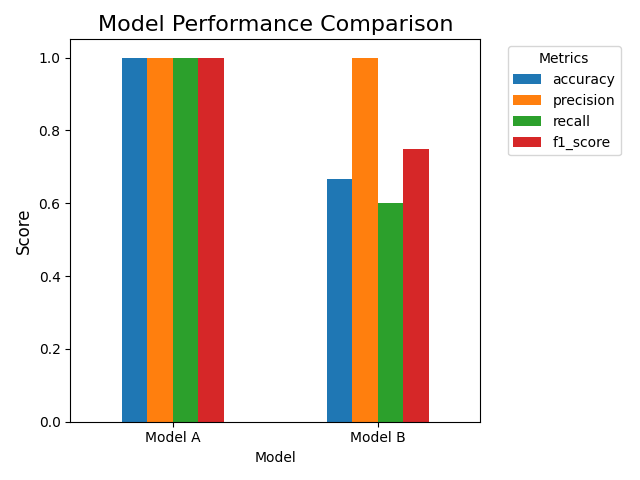 Model Performance Comparison
Score
1.0
0.8
0.6
0.4
0.2
0.0
Model A
Model B
Model
Metrics
accuracy
precision
recall
f1_score